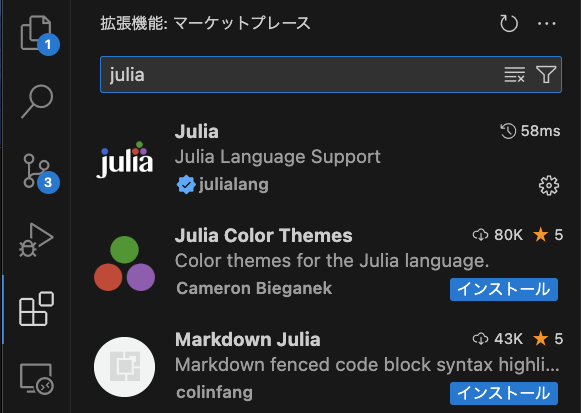 拡張機能: マーケットプレース
1
julia
Julia
58ms
julia
Julia Language Support
julialang
3
Julia Color Themes
80K
5
Color themes for the Julia language.
Cameron Bieganek
インストール
Markdown Julia
43K
5
Markdown fenced code block syntax highli...
colinfang
インストール